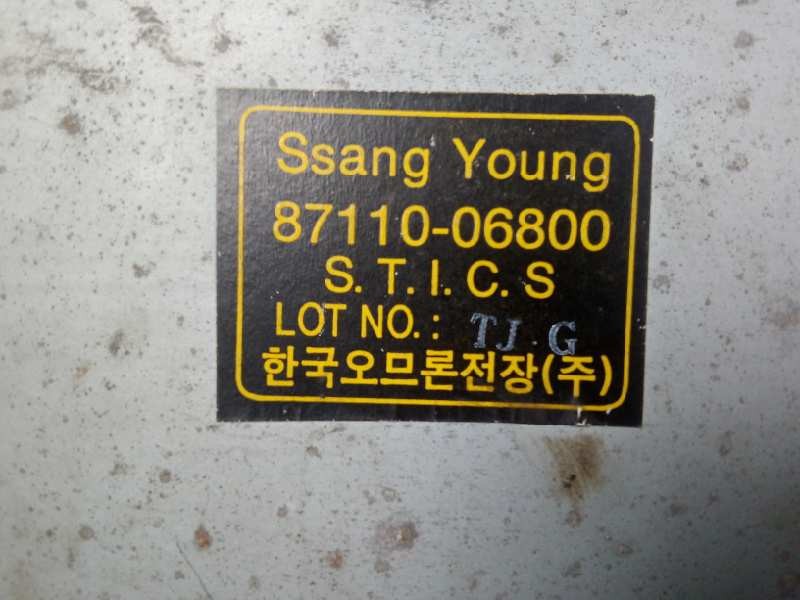 Ssang Young
87110-06800
S. T. I. C. S
LOT NO.: TJ G
한국오므론전장(주)